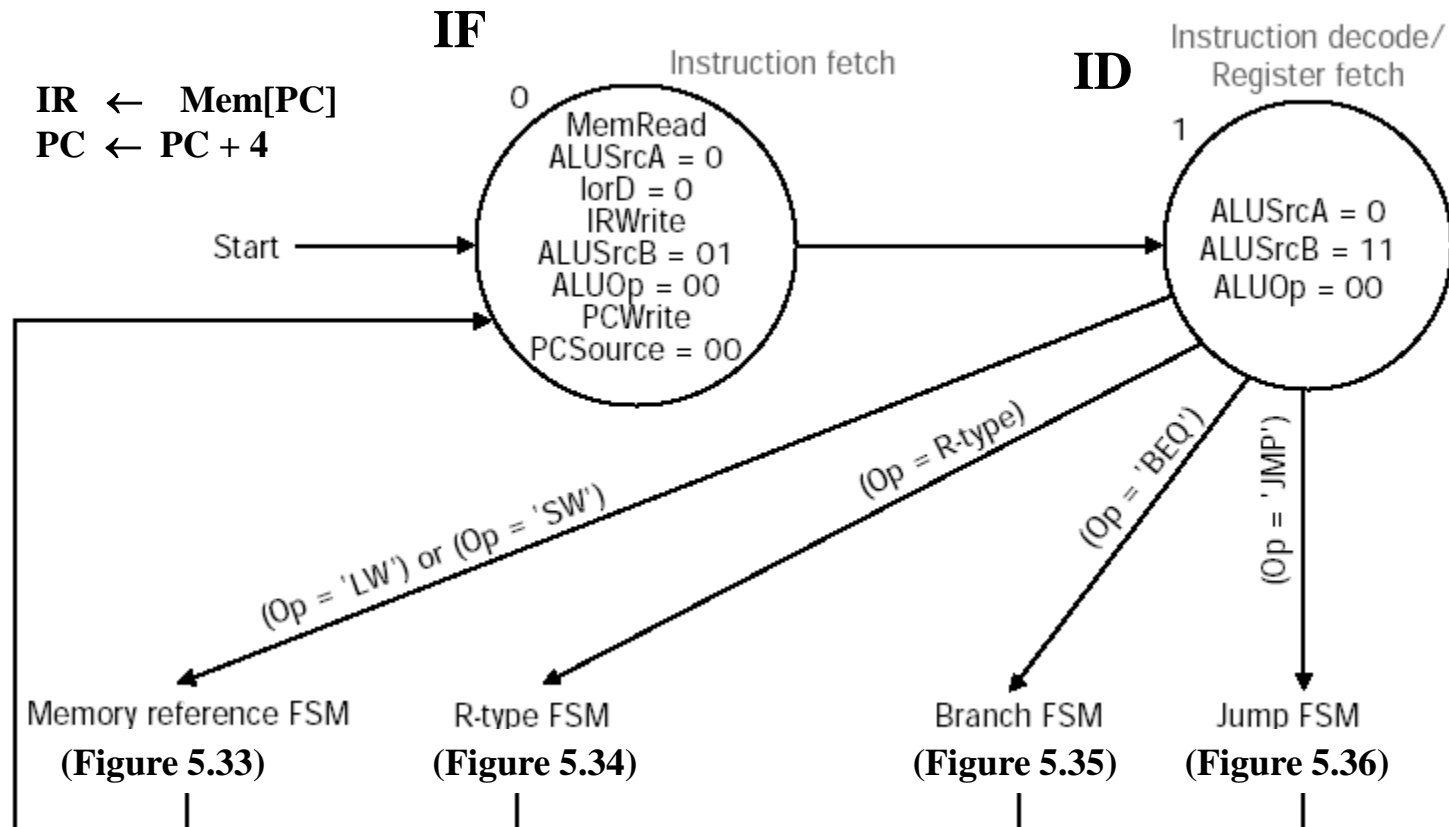 IF
Instruction fetch
IR ← Mem[PC]
PC ← PC + 4
0
MemRead
ALUSrcA = 0
IorD = 0
IRWrite
ALUSrcB = 01
ALUOp = 00
PCWrite
PCSource = 00
Start
Instruction decode/
Register fetch
ID
1
ALUSrcA = 0
ALUSrcB = 11
ALUOp = 00
(Op = 'LW') or (Op = 'SW')
(Op = R-type)
(Op = 'BEQ')
(Op = 'JMP')
Memory reference FSM
(Figure 5.33)
R-type FSM
(Figure 5.34)
Branch FSM
(Figure 5.35)
Jump FSM
(Figure 5.36)